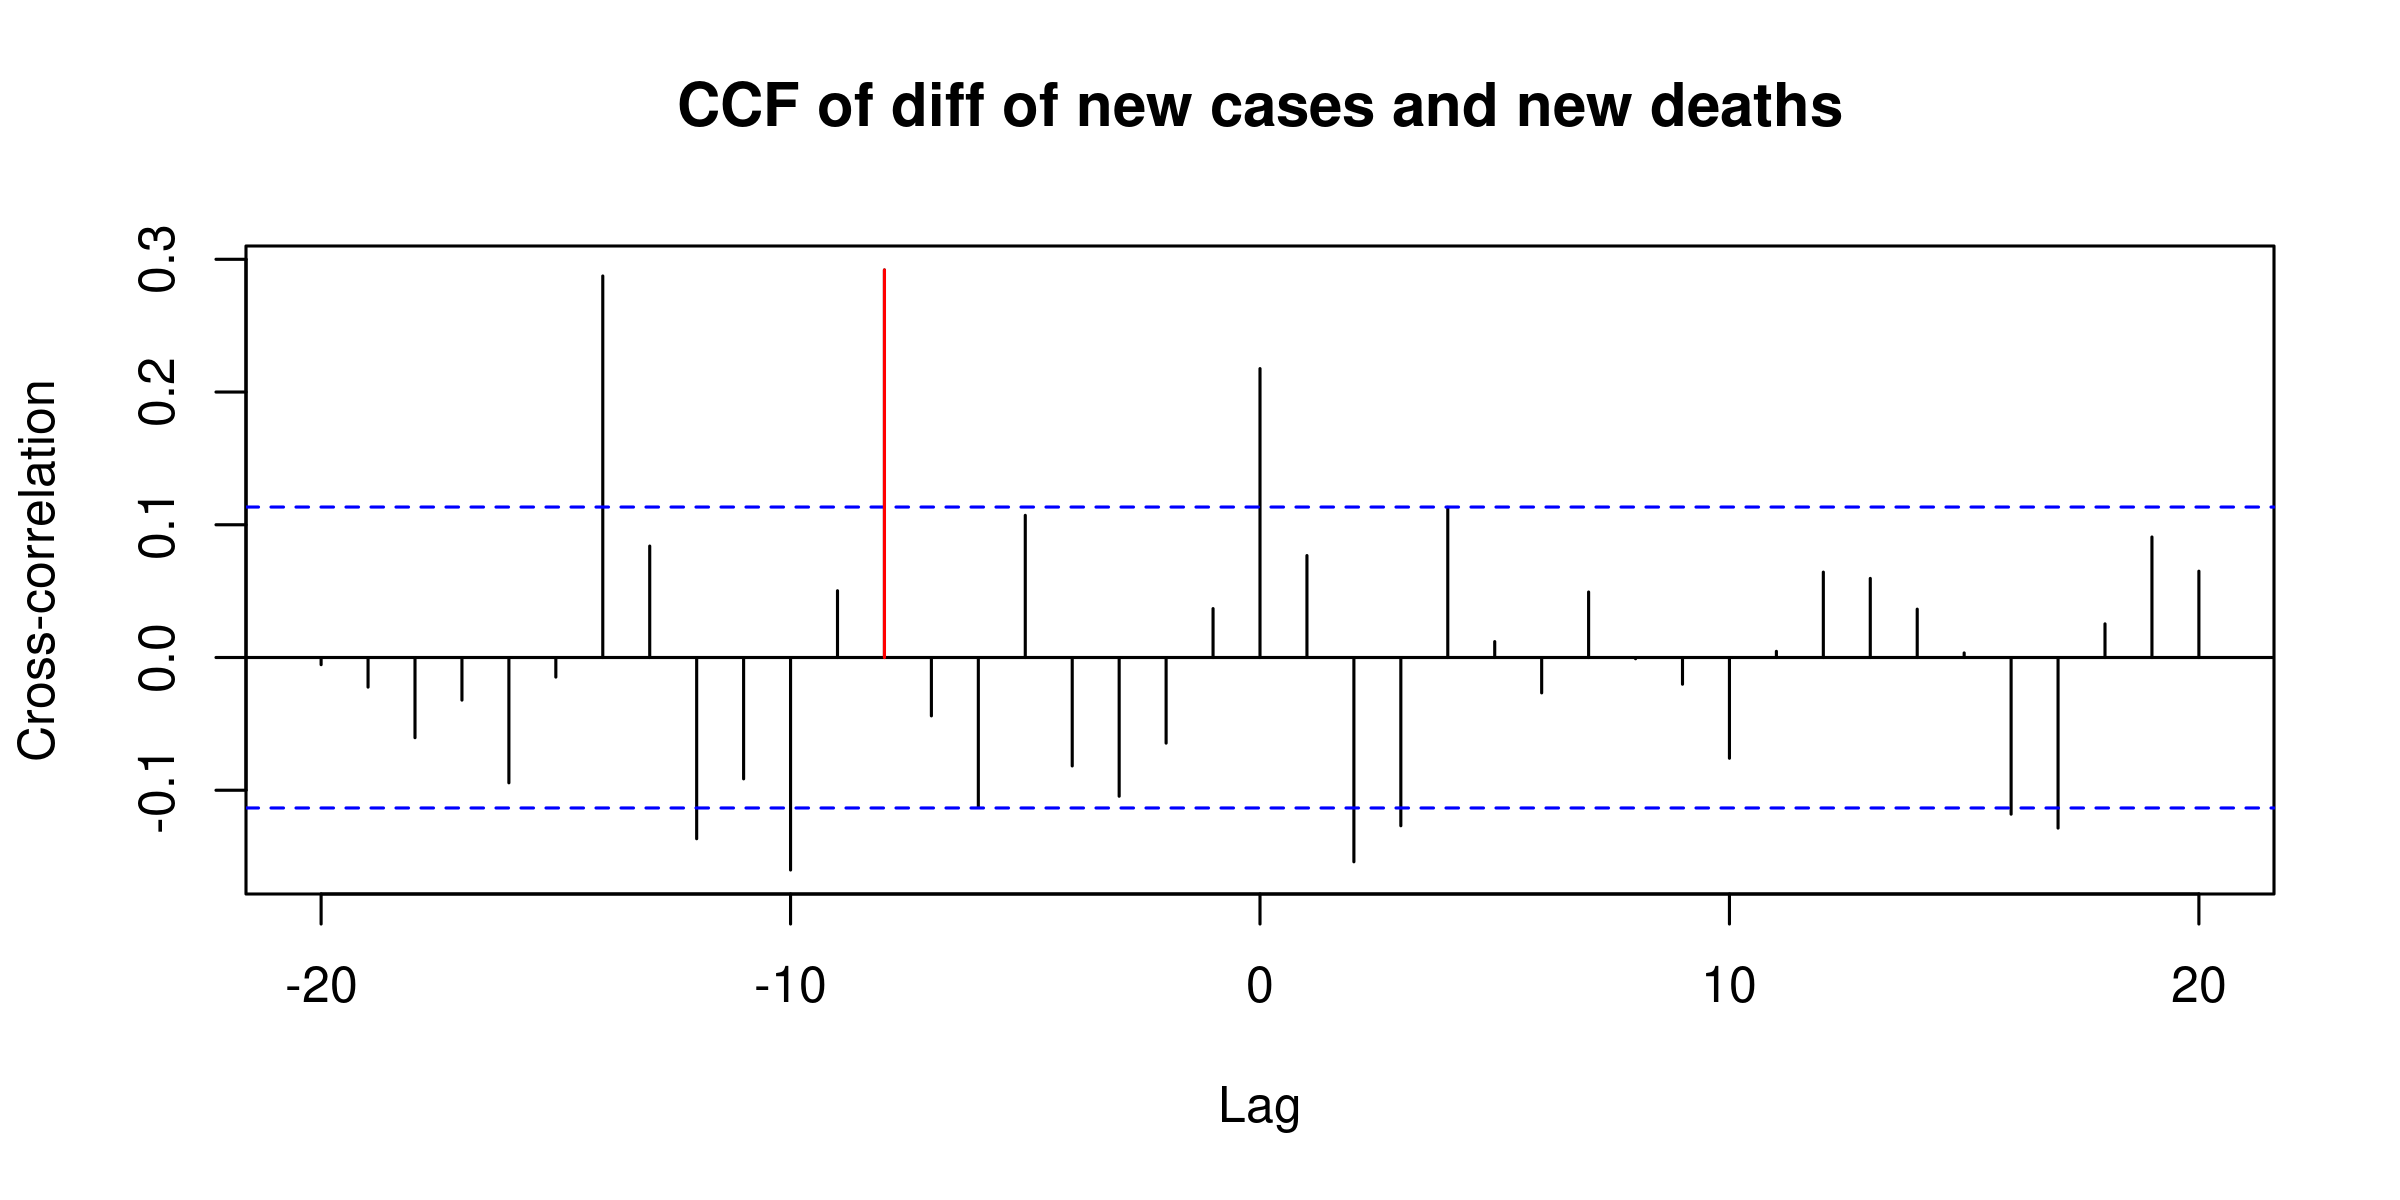 CCF of diff of new cases and new deaths
Cross-correlation
0.3
0.2
0.1
0.0
-0.1
-20 -10 0 10 20
Lag